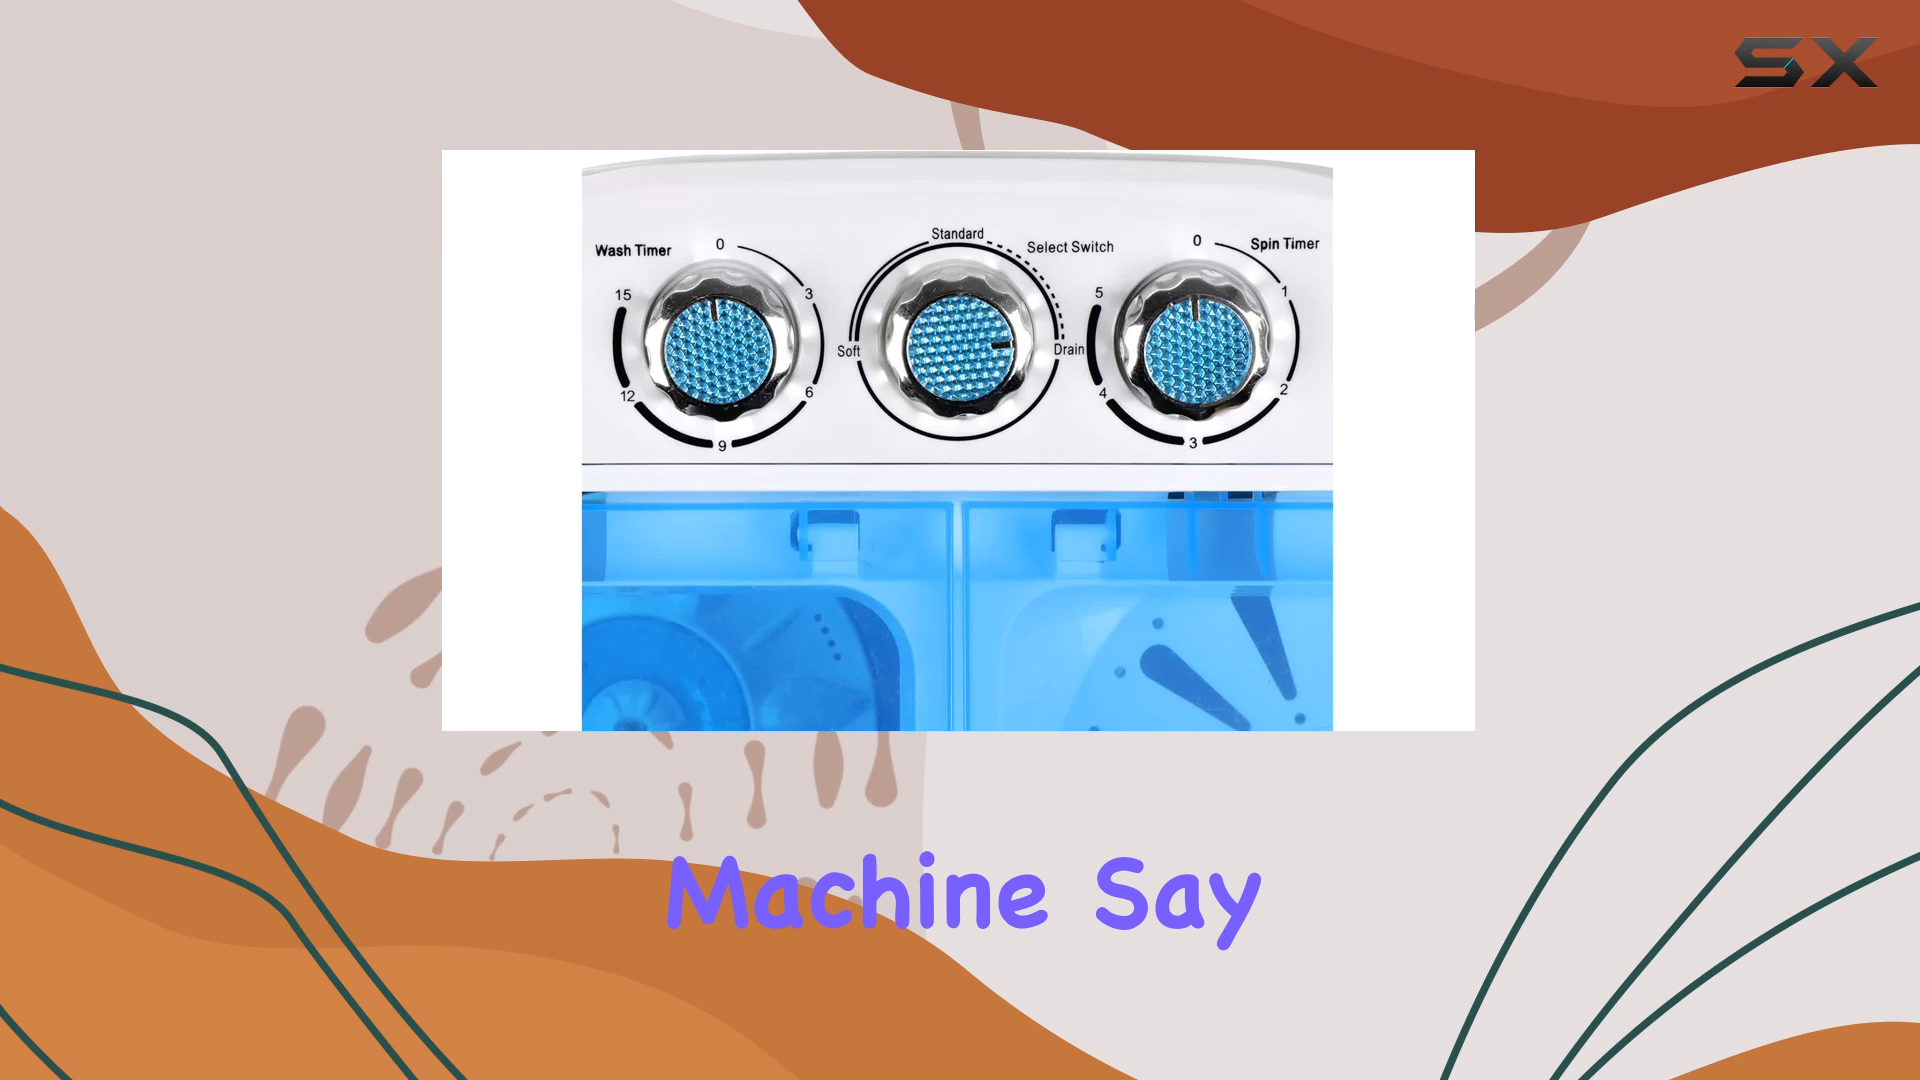 SX
Standard
Wash Timer 0 Select Switch 0 Spin Timer
15 3 5 1
Soft Drain
12 6 4 2
9 3
Machine Say